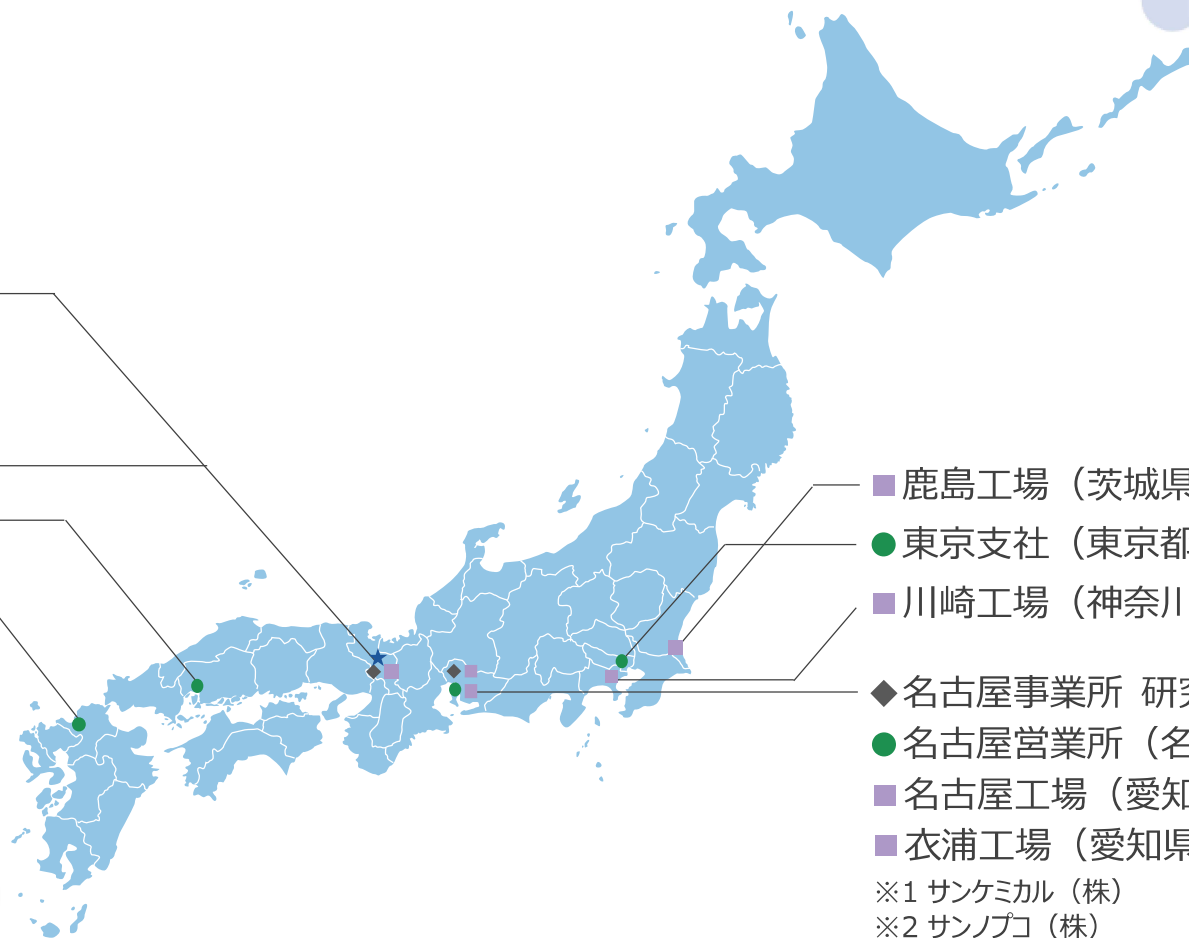 ■鹿島工場（茨城県
●東京支社（東京都
■川崎工場（神奈川
◆名古屋事業所 研究
●名古屋営業所（名
■名古屋工場（愛知
■衣浦工場（愛知県
※1 サンケミカル（株）
※2 サンノプコ（株）